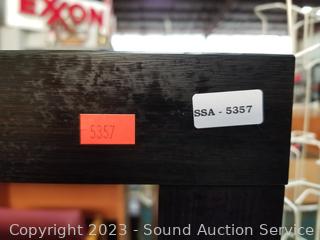 EXXON
5357
SSA - 5357
Copyright 2023 - Sound Auction Service